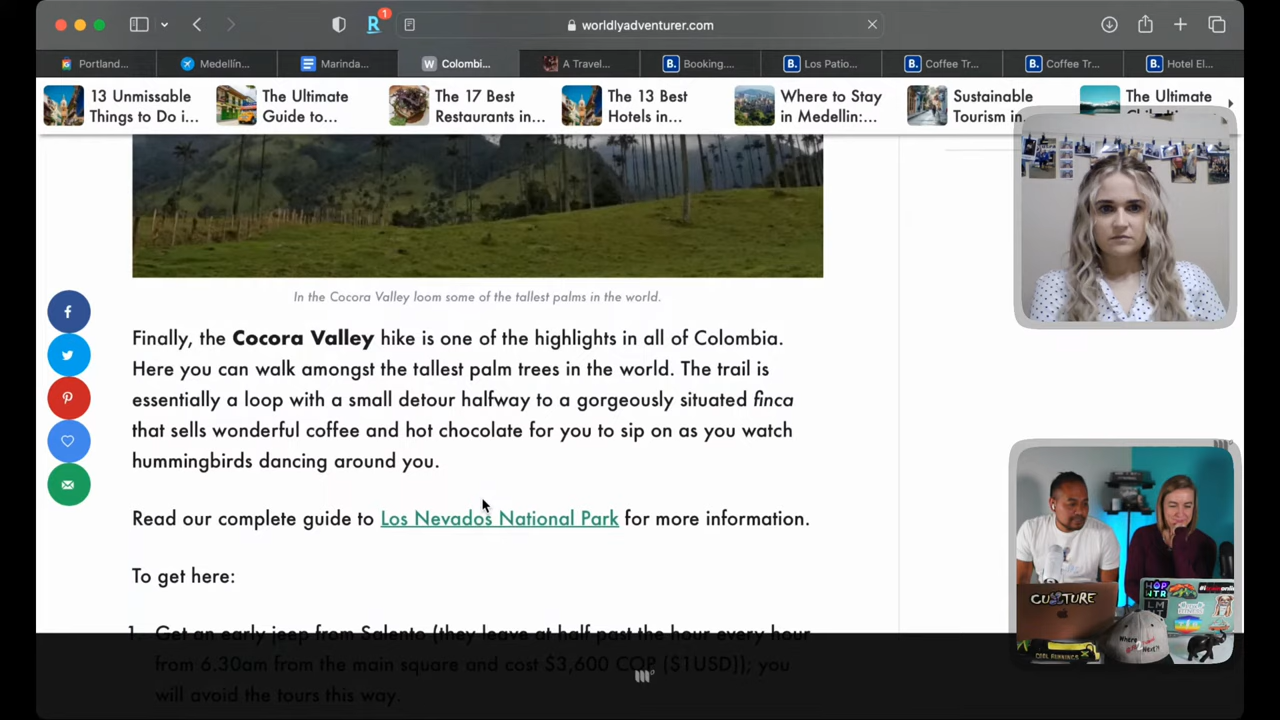 1
R
worldlyadventurer.com
Portland...
Medellín...
Marinda...
W Colombi...
A Travel...
B. Booking....
B. Los Patio...
B. Coffee Tr...
B. Coffee Tr...
B. Hotel El...
13 Unmissable
Things to Do i...
The Ultimate
Guide to...
The 17 Best
Restaurants in...
The 13 Best
Hotels in...
Where to Stay
in Medellin:...
Sustainable
Tourism in
The Ultimate
In the Cocora Valley loom some of the tallest palms in the world.
Finally, the Cocora Valley hike is one of the highlights in all of Colombia.
Here you can walk amongst the tallest palm trees in the world. The trail is
essentially a loop with a small detour halfway to a gorgeously situated finca
that sells wonderful coffee and hot chocolate for you to sip on as you watch
hummingbirds dancing around you.
Read our complete guide to Los Nevados National Park for more information.
To get here:
1. Get an early jeep from Salento (they leave at half past the hour every hour
from 6.30am from the main square and cost $3,600 COP ($1USD)); you
will avoid the tours this way.
CULTURE
HOP
WTR
COOL RUNNINGS